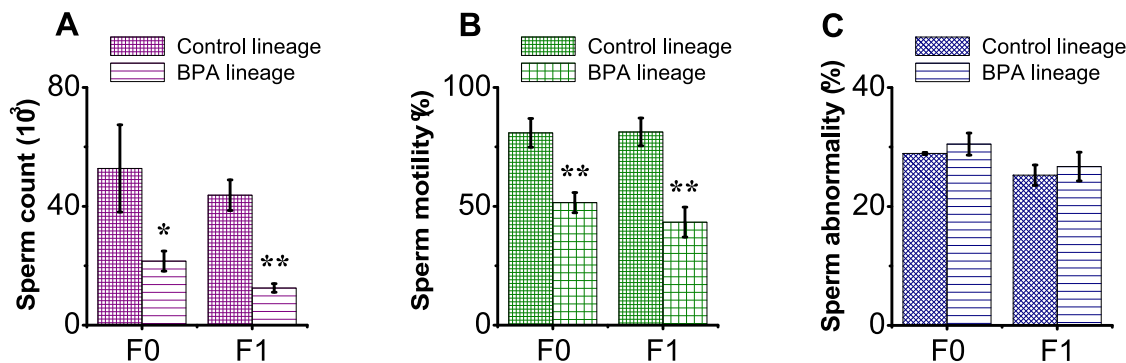 A
Control lineage
BPA lineage
Sperm count (10³)
80
40
0
*
**
F0
F1
B
Control lineage
BPA lineage
Sperm motility%)
100
50
0
**
**
F0
F1
C
Control lineage
BPA lineage
Sperm abnormality (%)
40
20
0
F0
F1